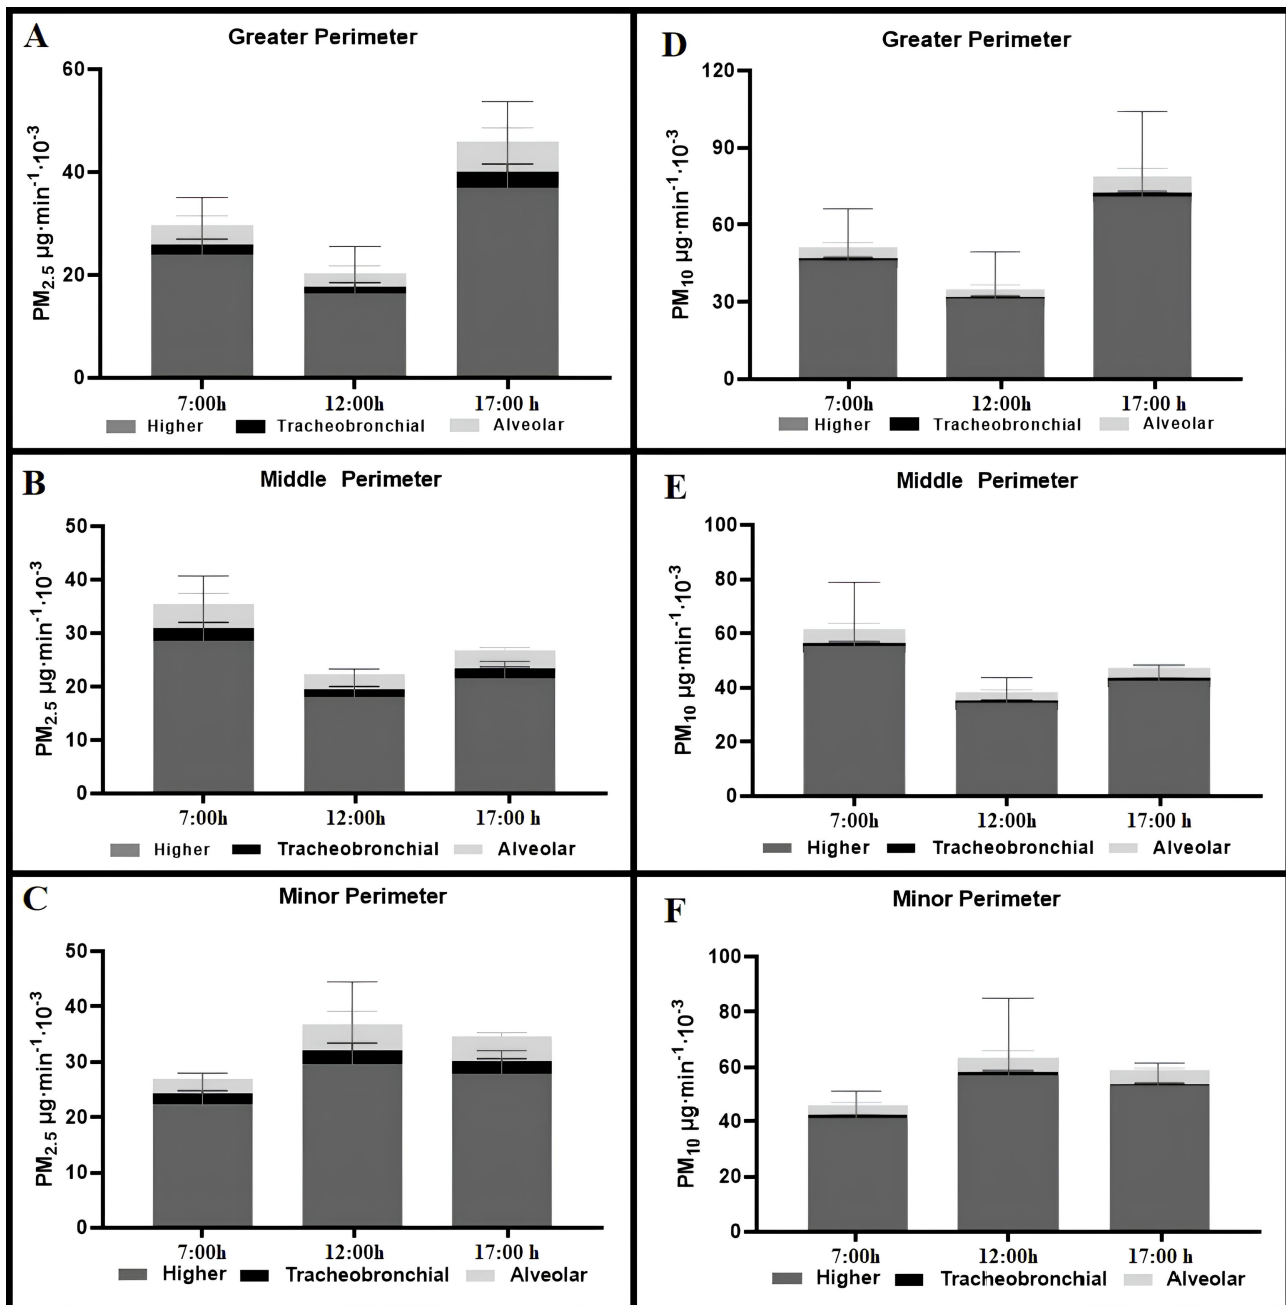 A
Greater Perimeter
PM2.5 µg·min-1·10-3
60
40
20
0
7:00h 12:00h 17:00 h
Higher Tracheobronchial Alveolar
D
Greater Perimeter
PM10 µg·min-1·10-3
120
90
60
30
0
7:00h 12:00h 17:00 h
Higher Tracheobronchial Alveolar
B
Middle Perimeter
PM2.5 µg·min-1·10-3
50
40
30
20
10
0
7:00h 12:00h 17:00 h
Higher Tracheobronchial Alveolar
E
Middle Perimeter
PM10 µg·min-1·10-3
100
80
60
40
20
0
7:00h 12:00h 17:00 h
Higher Tracheobronchial Alveolar
C
Minor Perimeter
PM2.5 µg·min-1·10-3
50
40
30
20
10
0
7:00h 12:00h 17:00 h
Higher Tracheobronchial Alveolar
F
Minor Perimeter
PM10 µg·min-1·10-3
100
80
60
40
20
0
7:00h 12:00h 17:00 h
Higher Tracheobronchial Alveolar